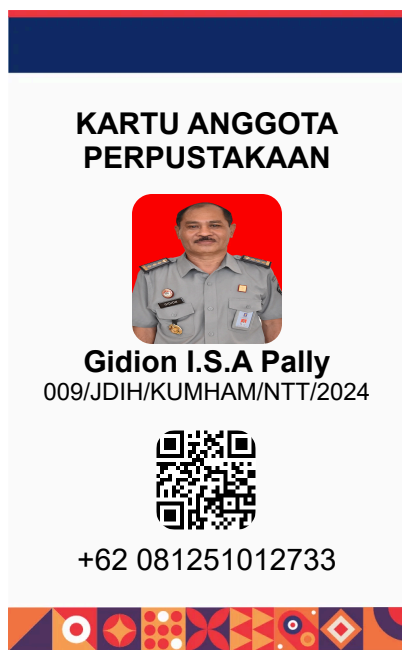 KARTU ANGGOTA
PERPUSTAKAAN
Gidion I.S.A Pally
009/JDIH/KUMHAM/NTT/2024
+62 081251012733